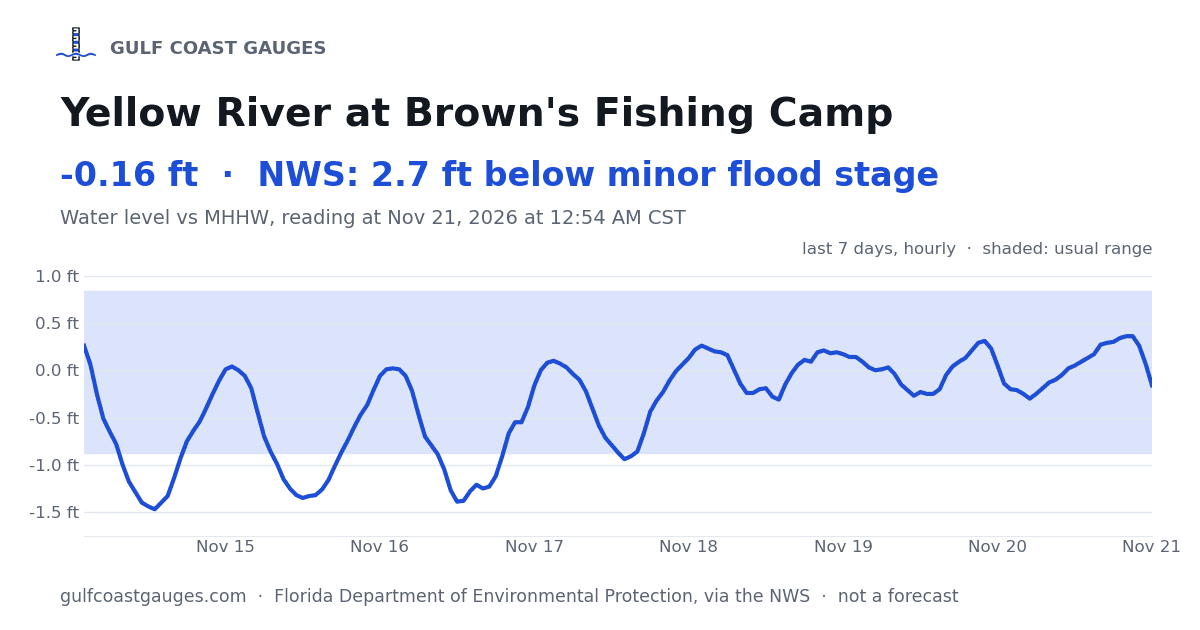 GULF COAST GAUGES
Yellow River at Brown's Fishing Camp
-0.16 ft · NWS: 2.7 ft below minor flood stage
Water level vs MHHW, reading at Nov 21, 2026 at 12:54 AM CST
last 7 days, hourly · shaded: usual range
1.0 ft
0.5 ft
0.0 ft
-0.5 ft
-1.0 ft
-1.5 ft
Nov 15 Nov 16 Nov 17 Nov 18 Nov 19 Nov 20 Nov 21
gulfcoastgauges.com · Florida Department of Environmental Protection, via the NWS · not a forecast